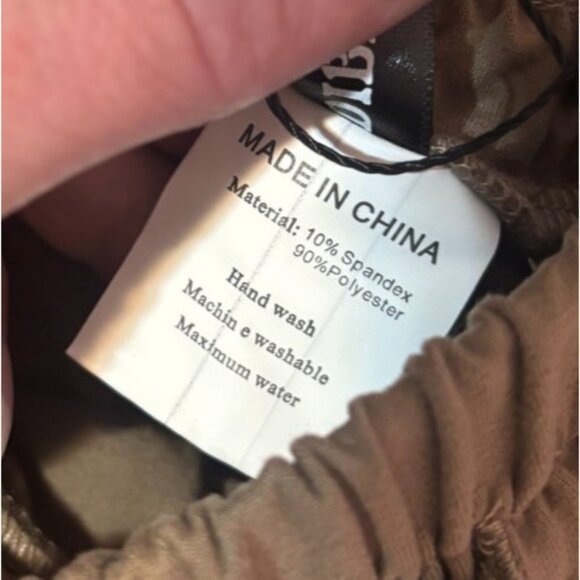 MADE IN CHINA
Material: 10% Spandex
90%Polyester
Hand wash
Machin e washable
Maximum water